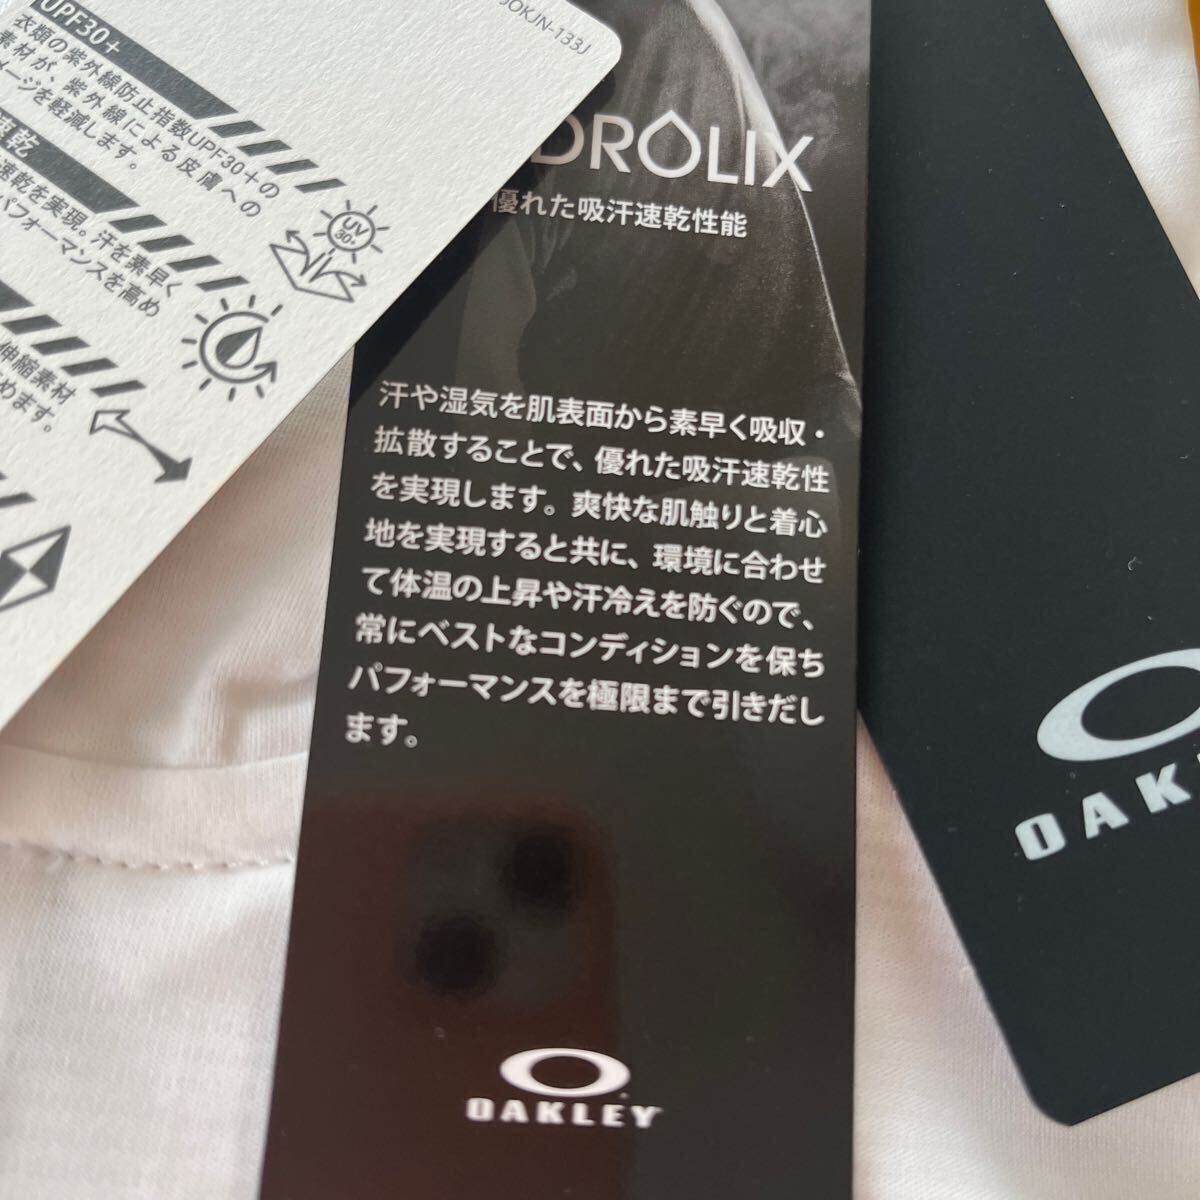 JOKJN-133J
UPF30+
衣類の紫外線防止指数UPF30+の
素材が、紫外線による皮膚への
メージを軽減します。
速乾
速乾を実現。汗を素早く
パフォーマンスを高め
伸縮素材
めます。
UV
30+
DROLIX
優れた吸汗速乾性能
汗や湿気を肌表面から素早く吸収・
拡散することで、優れた吸汗速乾性
を実現します。爽快な肌触りと着心
地を実現すると共に、環境に合わせ
て体温の上昇や汗冷えを防ぐので、
常にベストなコンディションを保ち
パフォーマンスを極限まで引きだし
ます。
OAKLEY
OAK